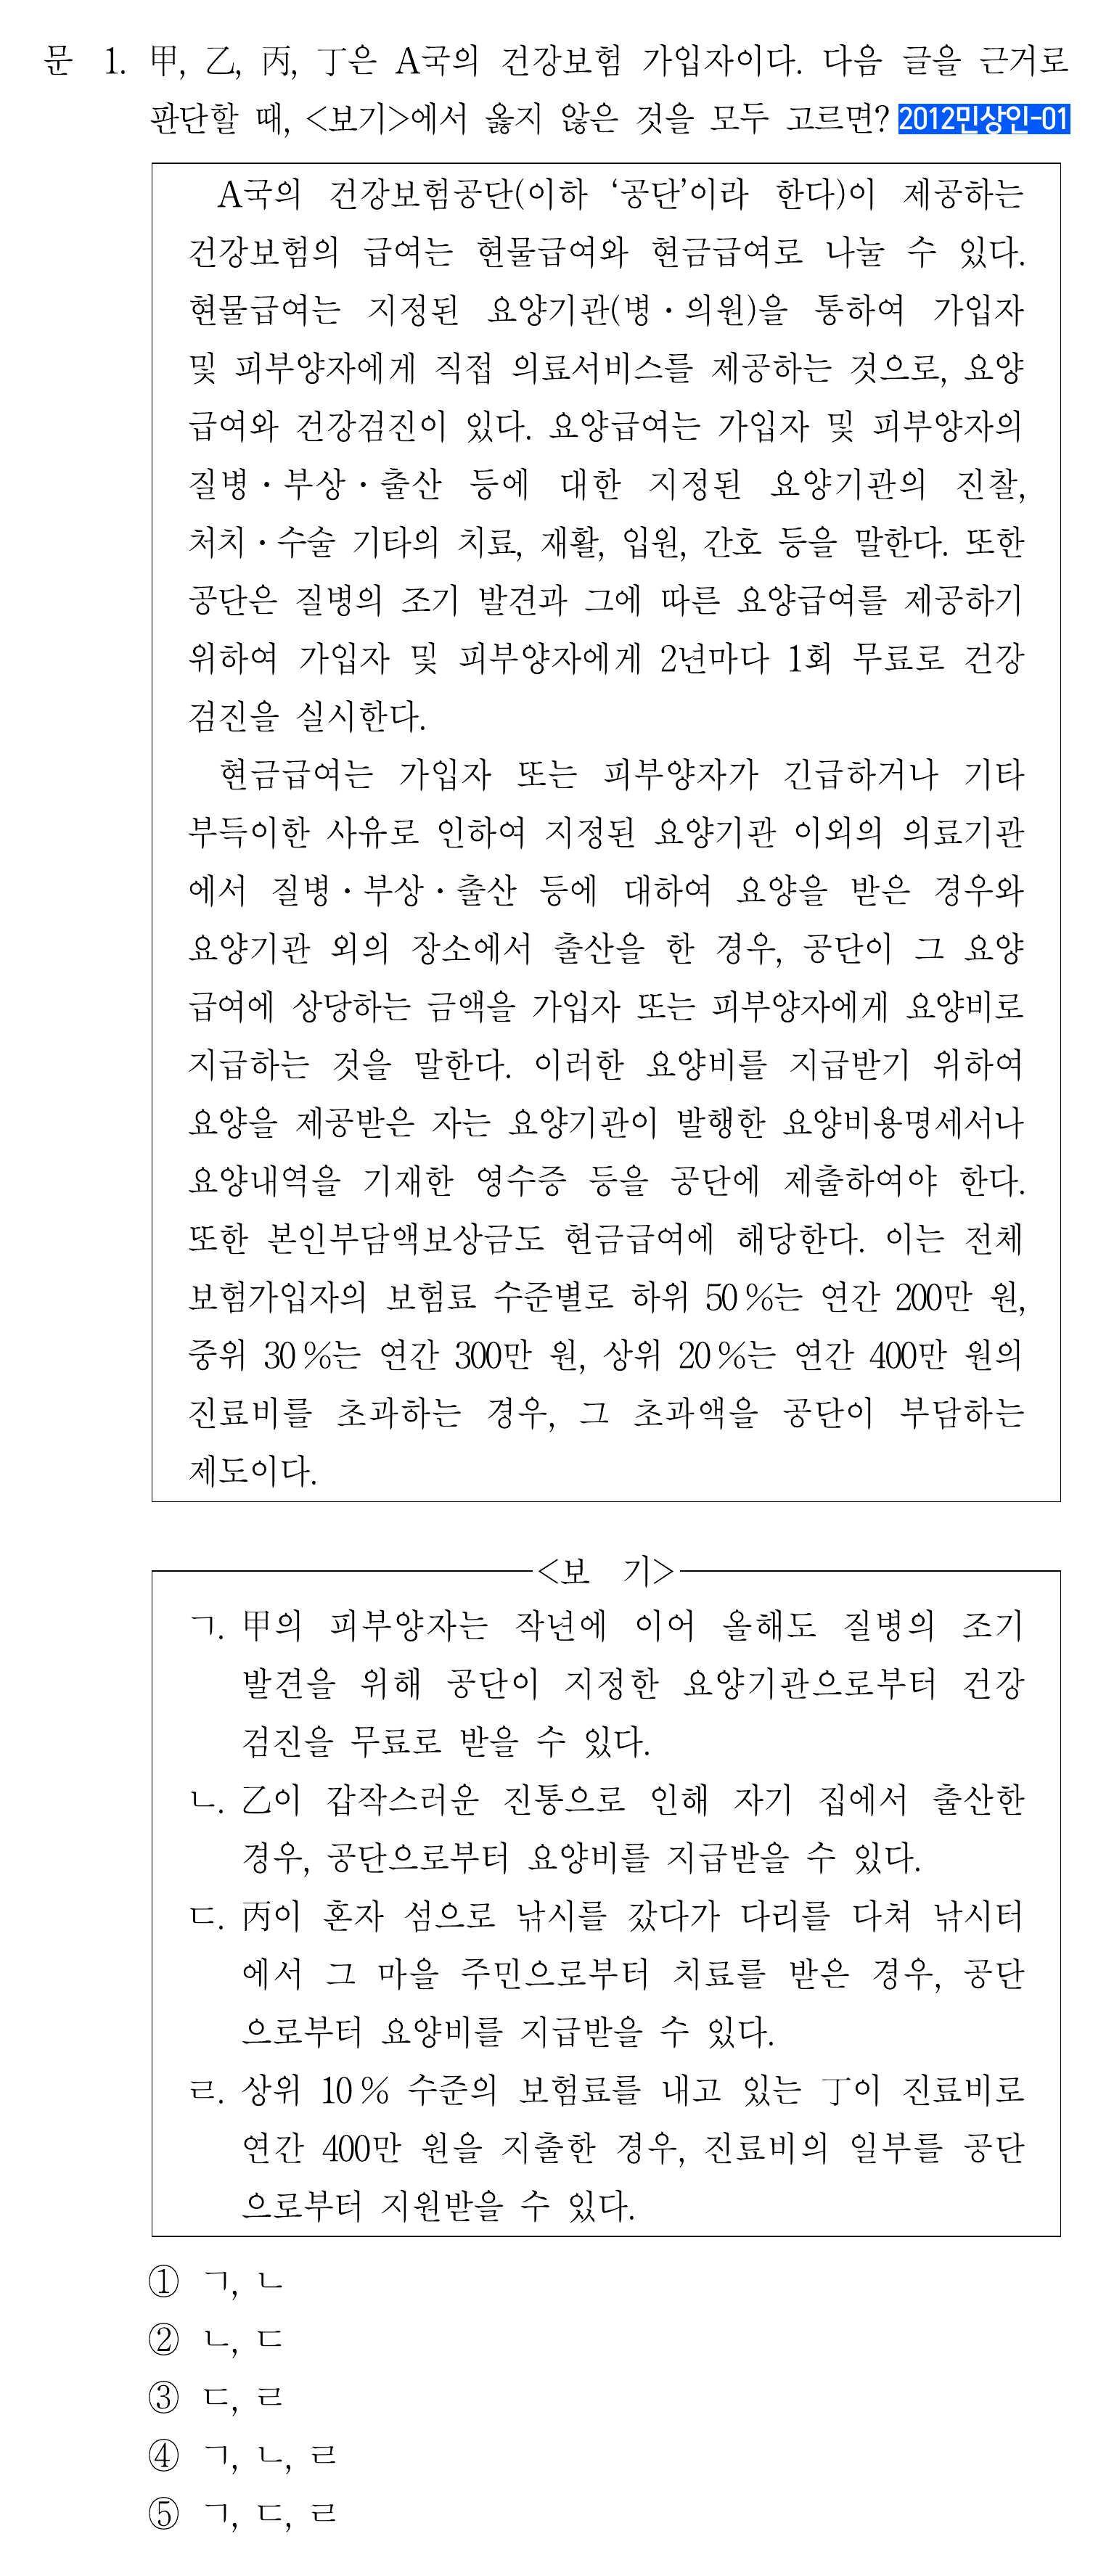 문 1. 甲, 乙, 丙, 丁은 A국의 건강보험 가입자이다. 다음 글을 근거로
판단할 때, <보기>에서 옳지 않은 것을 모두 고르면? 2012민상인-01
A국의 건강보험공단(이하 ‘공단’이라 한다)이 제공하는
건강보험의 급여는 현물급여와 현금급여로 나눌 수 있다.
현물급여는 지정된 요양기관(병·의원)을 통하여 가입자
및 피부양자에게 직접 의료서비스를 제공하는 것으로, 요양
급여와 건강검진이 있다. 요양급여는 가입자 및 피부양자의
질병·부상·출산 등에 대한 지정된 요양기관의 진찰,
처치·수술 기타의 치료, 재활, 입원, 간호 등을 말한다. 또한
공단은 질병의 조기 발견과 그에 따른 요양급여를 제공하기
위하여 가입자 및 피부양자에게 2년마다 1회 무료로 건강
검진을 실시한다.
현금급여는 가입자 또는 피부양자가 긴급하거나 기타
부득이한 사유로 인하여 지정된 요양기관 이외의 의료기관
에서 질병·부상·출산 등에 대하여 요양을 받은 경우와
요양기관 외의 장소에서 출산을 한 경우, 공단이 그 요양
급여에 상당하는 금액을 가입자 또는 피부양자에게 요양비로
지급하는 것을 말한다. 이러한 요양비를 지급받기 위하여
요양을 제공받은 자는 요양기관이 발행한 요양비용명세서나
요양내역을 기재한 영수증 등을 공단에 제출하여야 한다.
또한 본인부담액보상금도 현금급여에 해당한다. 이는 전체
보험가입자의 보험료 수준별로 하위 50 %는 연간 200만 원,
중위 30 %는 연간 300만 원, 상위 20 %는 연간 400만 원의
진료비를 초과하는 경우, 그 초과액을 공단이 부담하는
제도이다.
<보 기>
ㄱ. 甲의 피부양자는 작년에 이어 올해도 질병의 조기
발견을 위해 공단이 지정한 요양기관으로부터 건강
검진을 무료로 받을 수 있다.
ㄴ. 乙이 갑작스러운 진통으로 인해 자기 집에서 출산한
경우, 공단으로부터 요양비를 지급받을 수 있다.
ㄷ. 丙이 혼자 섬으로 낚시를 갔다가 다리를 다쳐 낚시터
에서 그 마을 주민으로부터 치료를 받은 경우, 공단
으로부터 요양비를 지급받을 수 있다.
ㄹ. 상위 10 % 수준의 보험료를 내고 있는 丁이 진료비로
연간 400만 원을 지출한 경우, 진료비의 일부를 공단
으로부터 지원받을 수 있다.
① ㄱ, ㄴ
② ㄴ, ㄷ
③ ㄷ, ㄹ
④ ㄱ, ㄴ, ㄹ
⑤ ㄱ, ㄷ, ㄹ